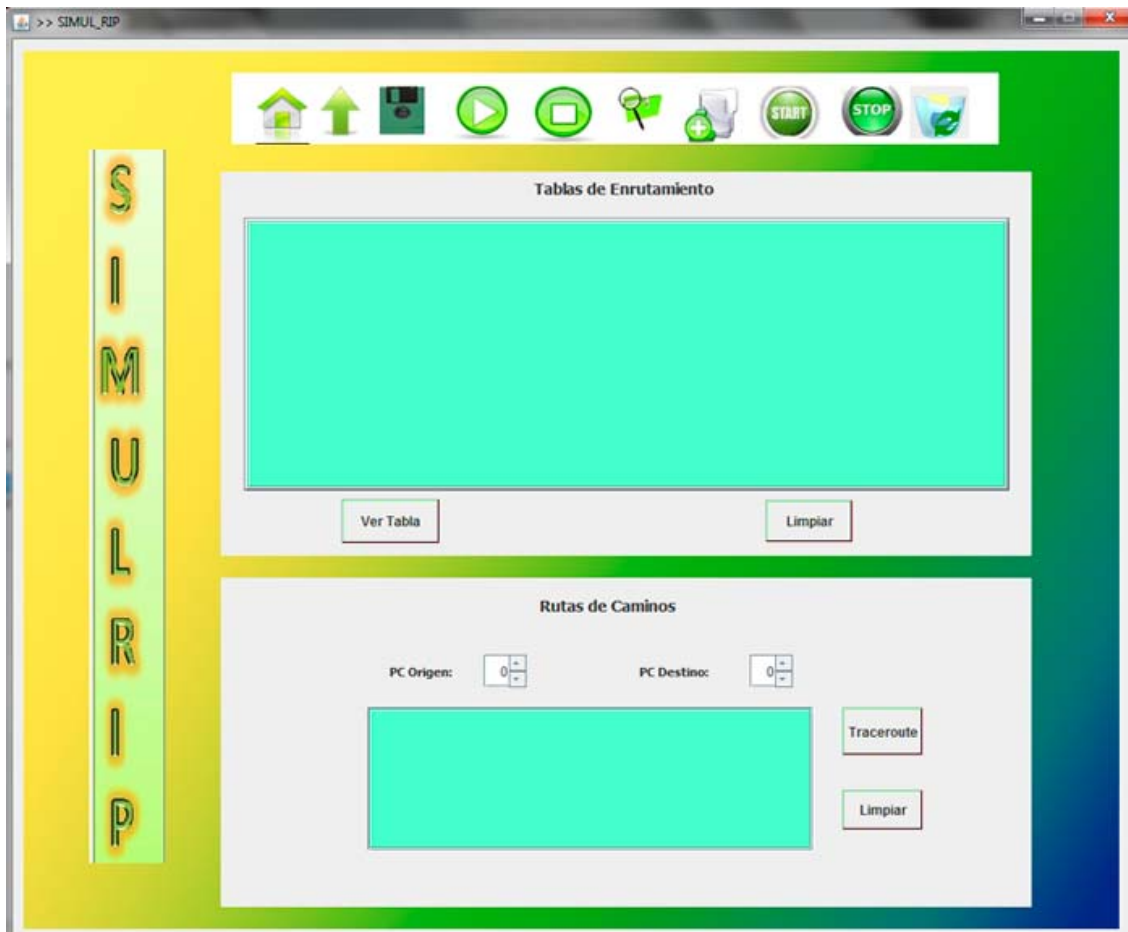 >> SIMUL_RIP
START
STOP
S
I
M
U
L
R
I
P
Tablas de Enrutamiento
Ver Tabla
Limpiar
Rutas de Caminos
PC Origen:
0
PC Destino:
0
Traceroute
Limpiar